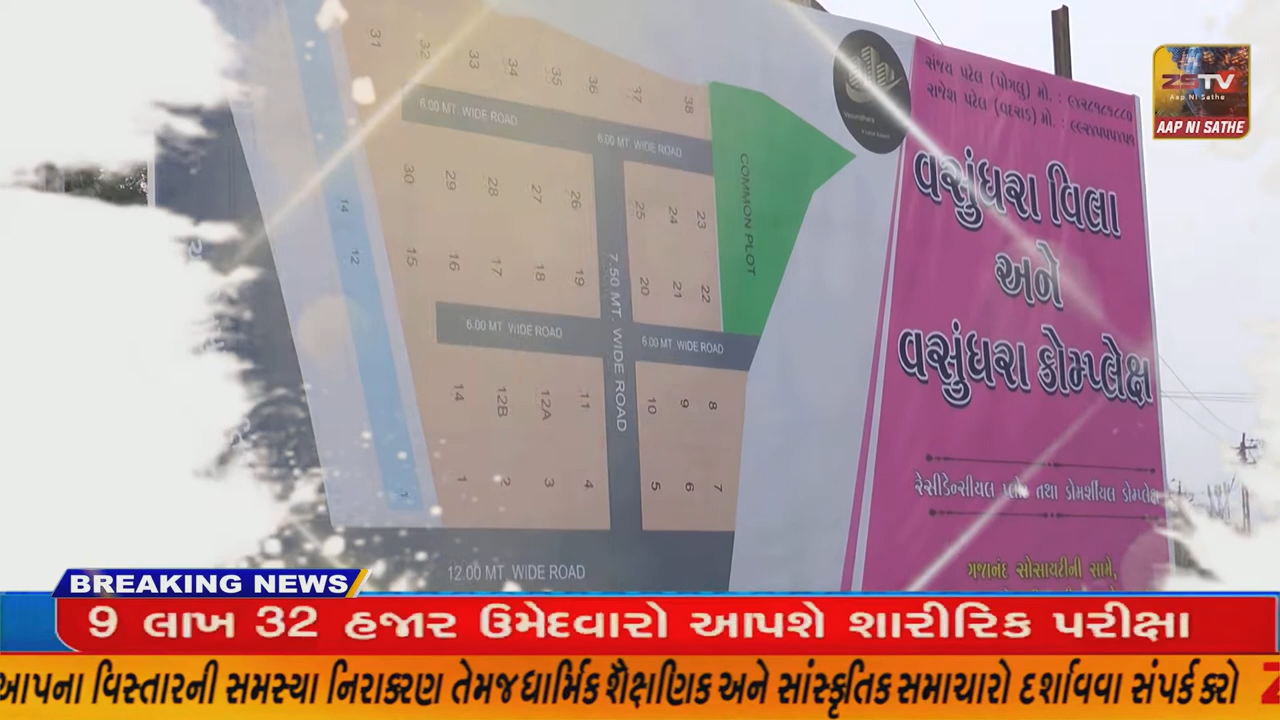 31 32 33 34 35 36 37 38
6.00 MT. WIDE ROAD
6.00 MT. WIDE ROAD
30 29 28 27 26 25 24 23
COMMON PLOT
14
12
15 16 17 18 19 20 21 22
7.50 MT. WIDE ROAD
6.00 MT. WIDE ROAD
6.00 MT. WIDE ROAD
14 12B 12A 11 10 9 8
1 2 3 4 5 6 7
1
12.00 MT. WIDE ROAD
Vasundhara
સંજય પટેલ (પોગલુ) મો. :
રાજેશ પટેલ (વદરાડ) મો. :
વસુંધરા વિલા
અને
વસુંધરા કોમ્પ્લેક્ષ
રેસીડેન્સીયલ પ્લોટ તથા કોમર્શીયલ કોમ્પ્લેક્ષ
ગજાનંદ સોસાયટીની સામે,
ZSTV
Aap Ni Sathe
AAP NI SATHE
BREAKING NEWS
9 લાખ 32 હજાર ઉમેદવારો આપશે શારીરિક પરીક્ષા
આપના વિસ્તારની સમસ્યા નિરાકરણ તેમજ ધાર્મિક શૈક્ષણિક અને સાંસ્કૃતિક સમાચારો દર્શાવવા સંપર્ક કરો